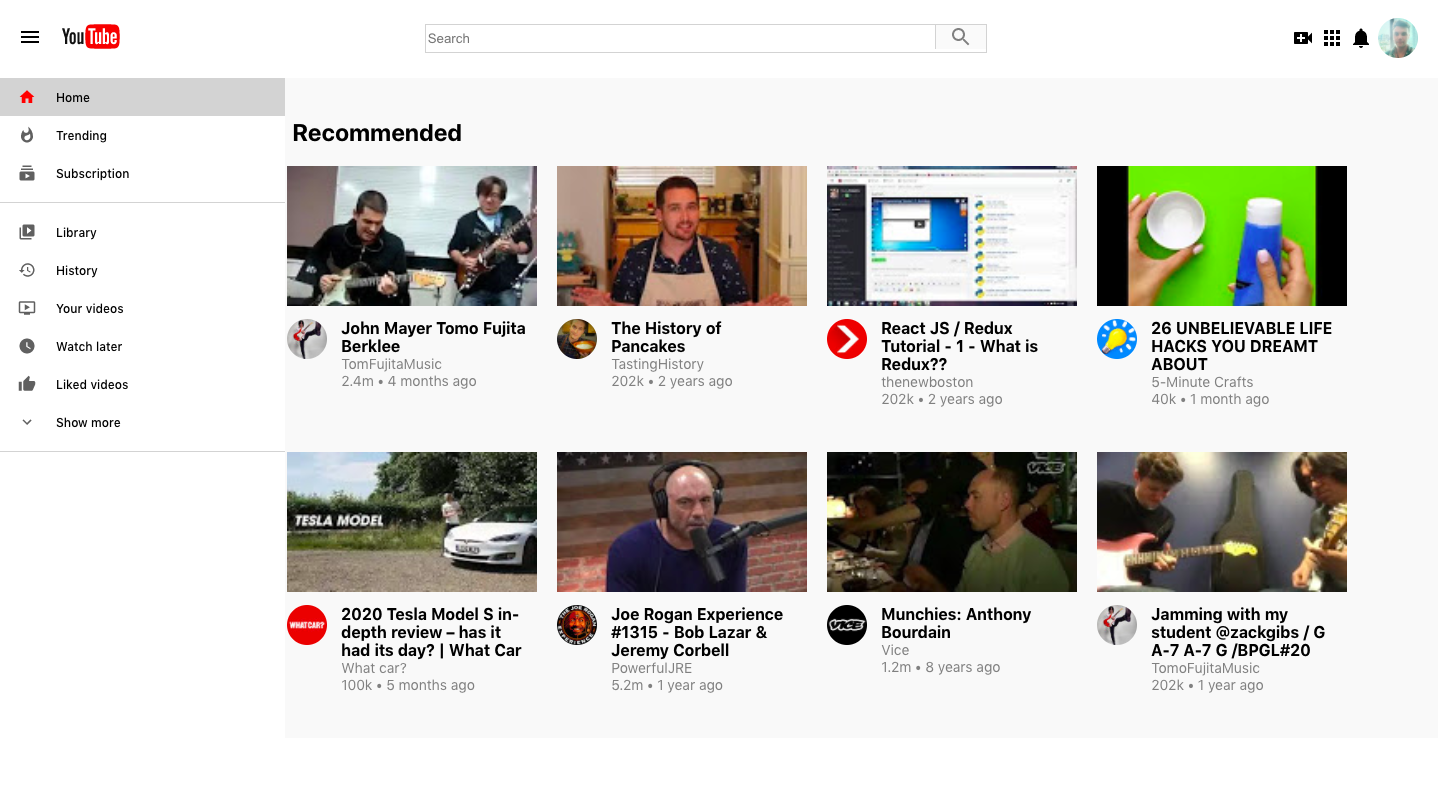 YouTube
Search
Home
Trending
Subscription
Library
History
Your videos
Watch later
Liked videos
Show more
Recommended
John Mayer Tomo Fujita
Berklee
TomFujitaMusic
2.4m • 4 months ago
The History of
Pancakes
TastingHistory
202k • 2 years ago
React JS / Redux
Tutorial - 1 - What is
Redux??
thenewboston
202k • 2 years ago
26 UNBELIEVABLE LIFE
HACKS YOU DREAMT
ABOUT
5-Minute Crafts
40k • 1 month ago
TESLA MODEL
VICE
WHAT CAR?
2020 Tesla Model S in-
depth review – has it
had its day? | What Car
What car?
100k • 5 months ago
THE JOE ROGAN EXPERIENCE
Joe Rogan Experience
#1315 - Bob Lazar &
Jeremy Corbell
PowerfulJRE
5.2m • 1 year ago
VICE
Munchies: Anthony
Bourdain
Vice
1.2m • 8 years ago
Jamming with my
student @zackgibs / G
A-7 A-7 G /BPGL#20
TomoFujitaMusic
202k • 1 year ago